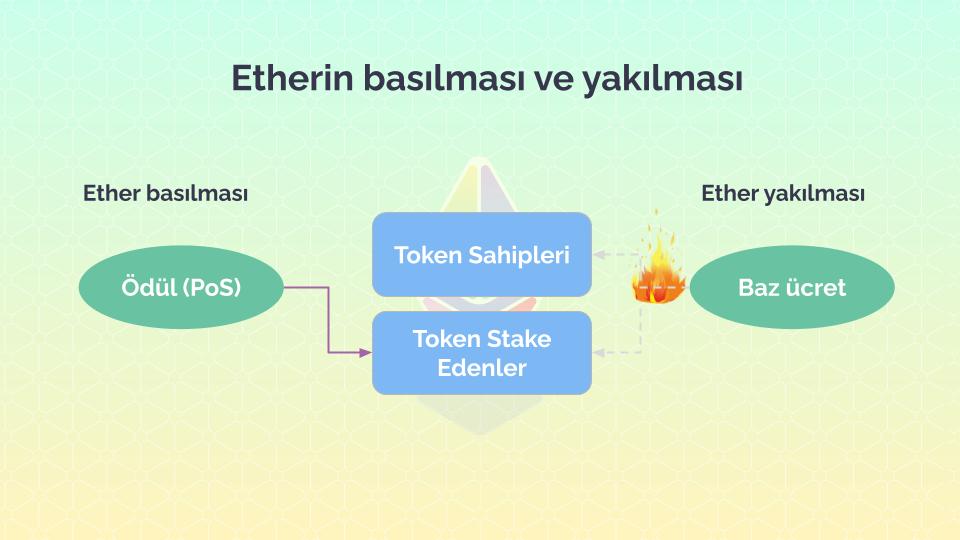 Etherin basılması ve yakılması
Ether basılması
Ether yakılması
Token Sahipleri
Ödül (PoS)
Baz ücret
Token Stake
Edenler